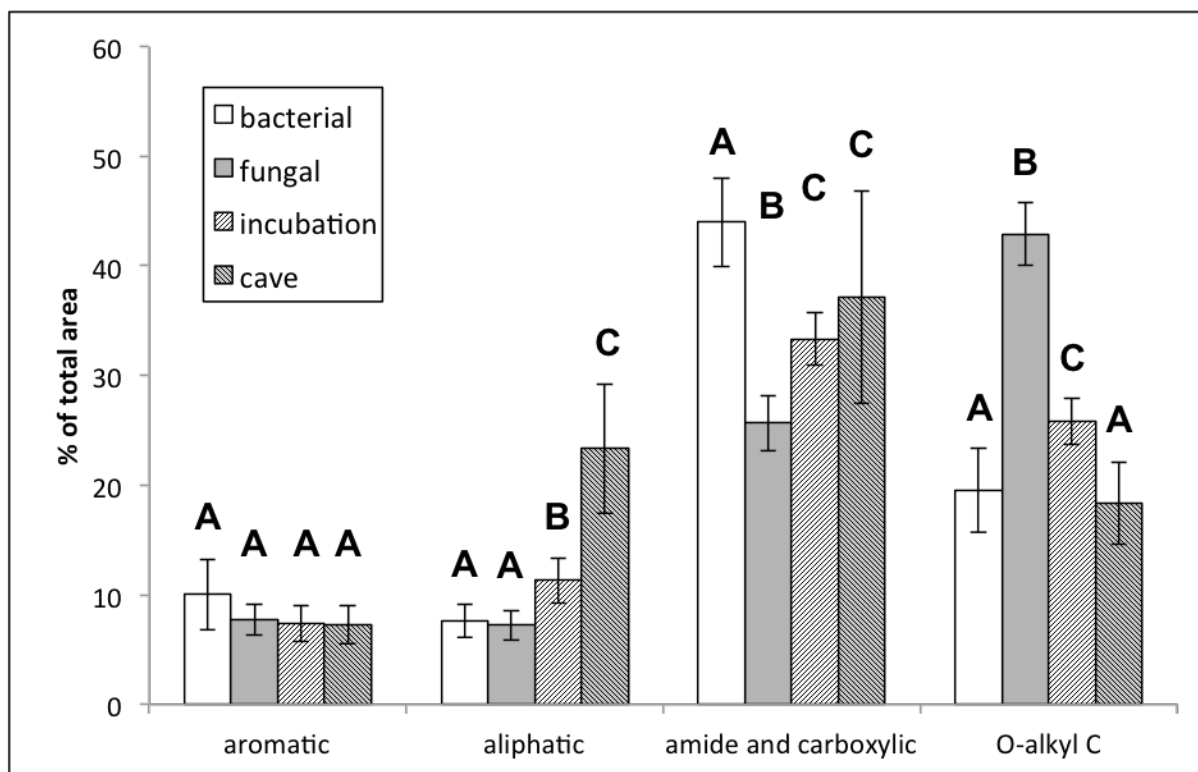 60
50
40
30
20
10
0
% of total area
bacterial
fungal
incubation
cave
A A A A
A A B C
A B C C
A B C A
aromatic aliphatic amide and carboxylic O-alkyl C